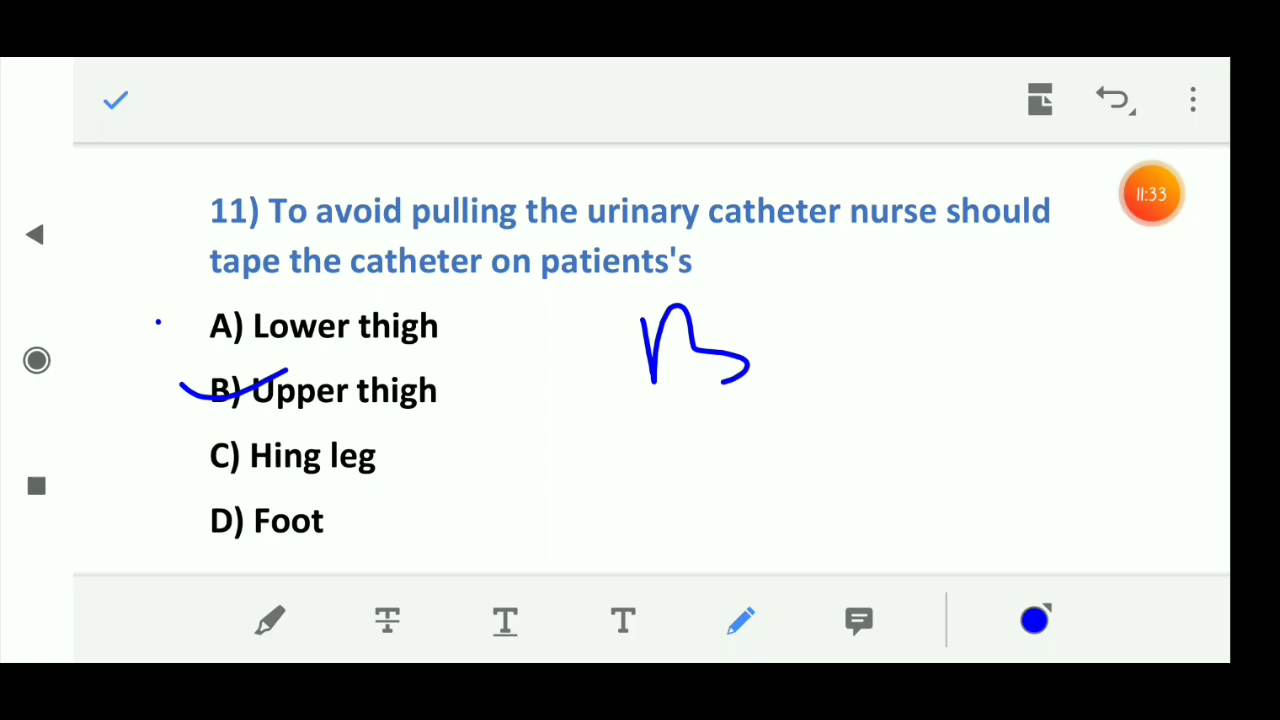 11:33
11) To avoid pulling the urinary catheter nurse should
tape the catheter on patients's
A) Lower thigh
B) Upper thigh
C) Hing leg
D) Foot